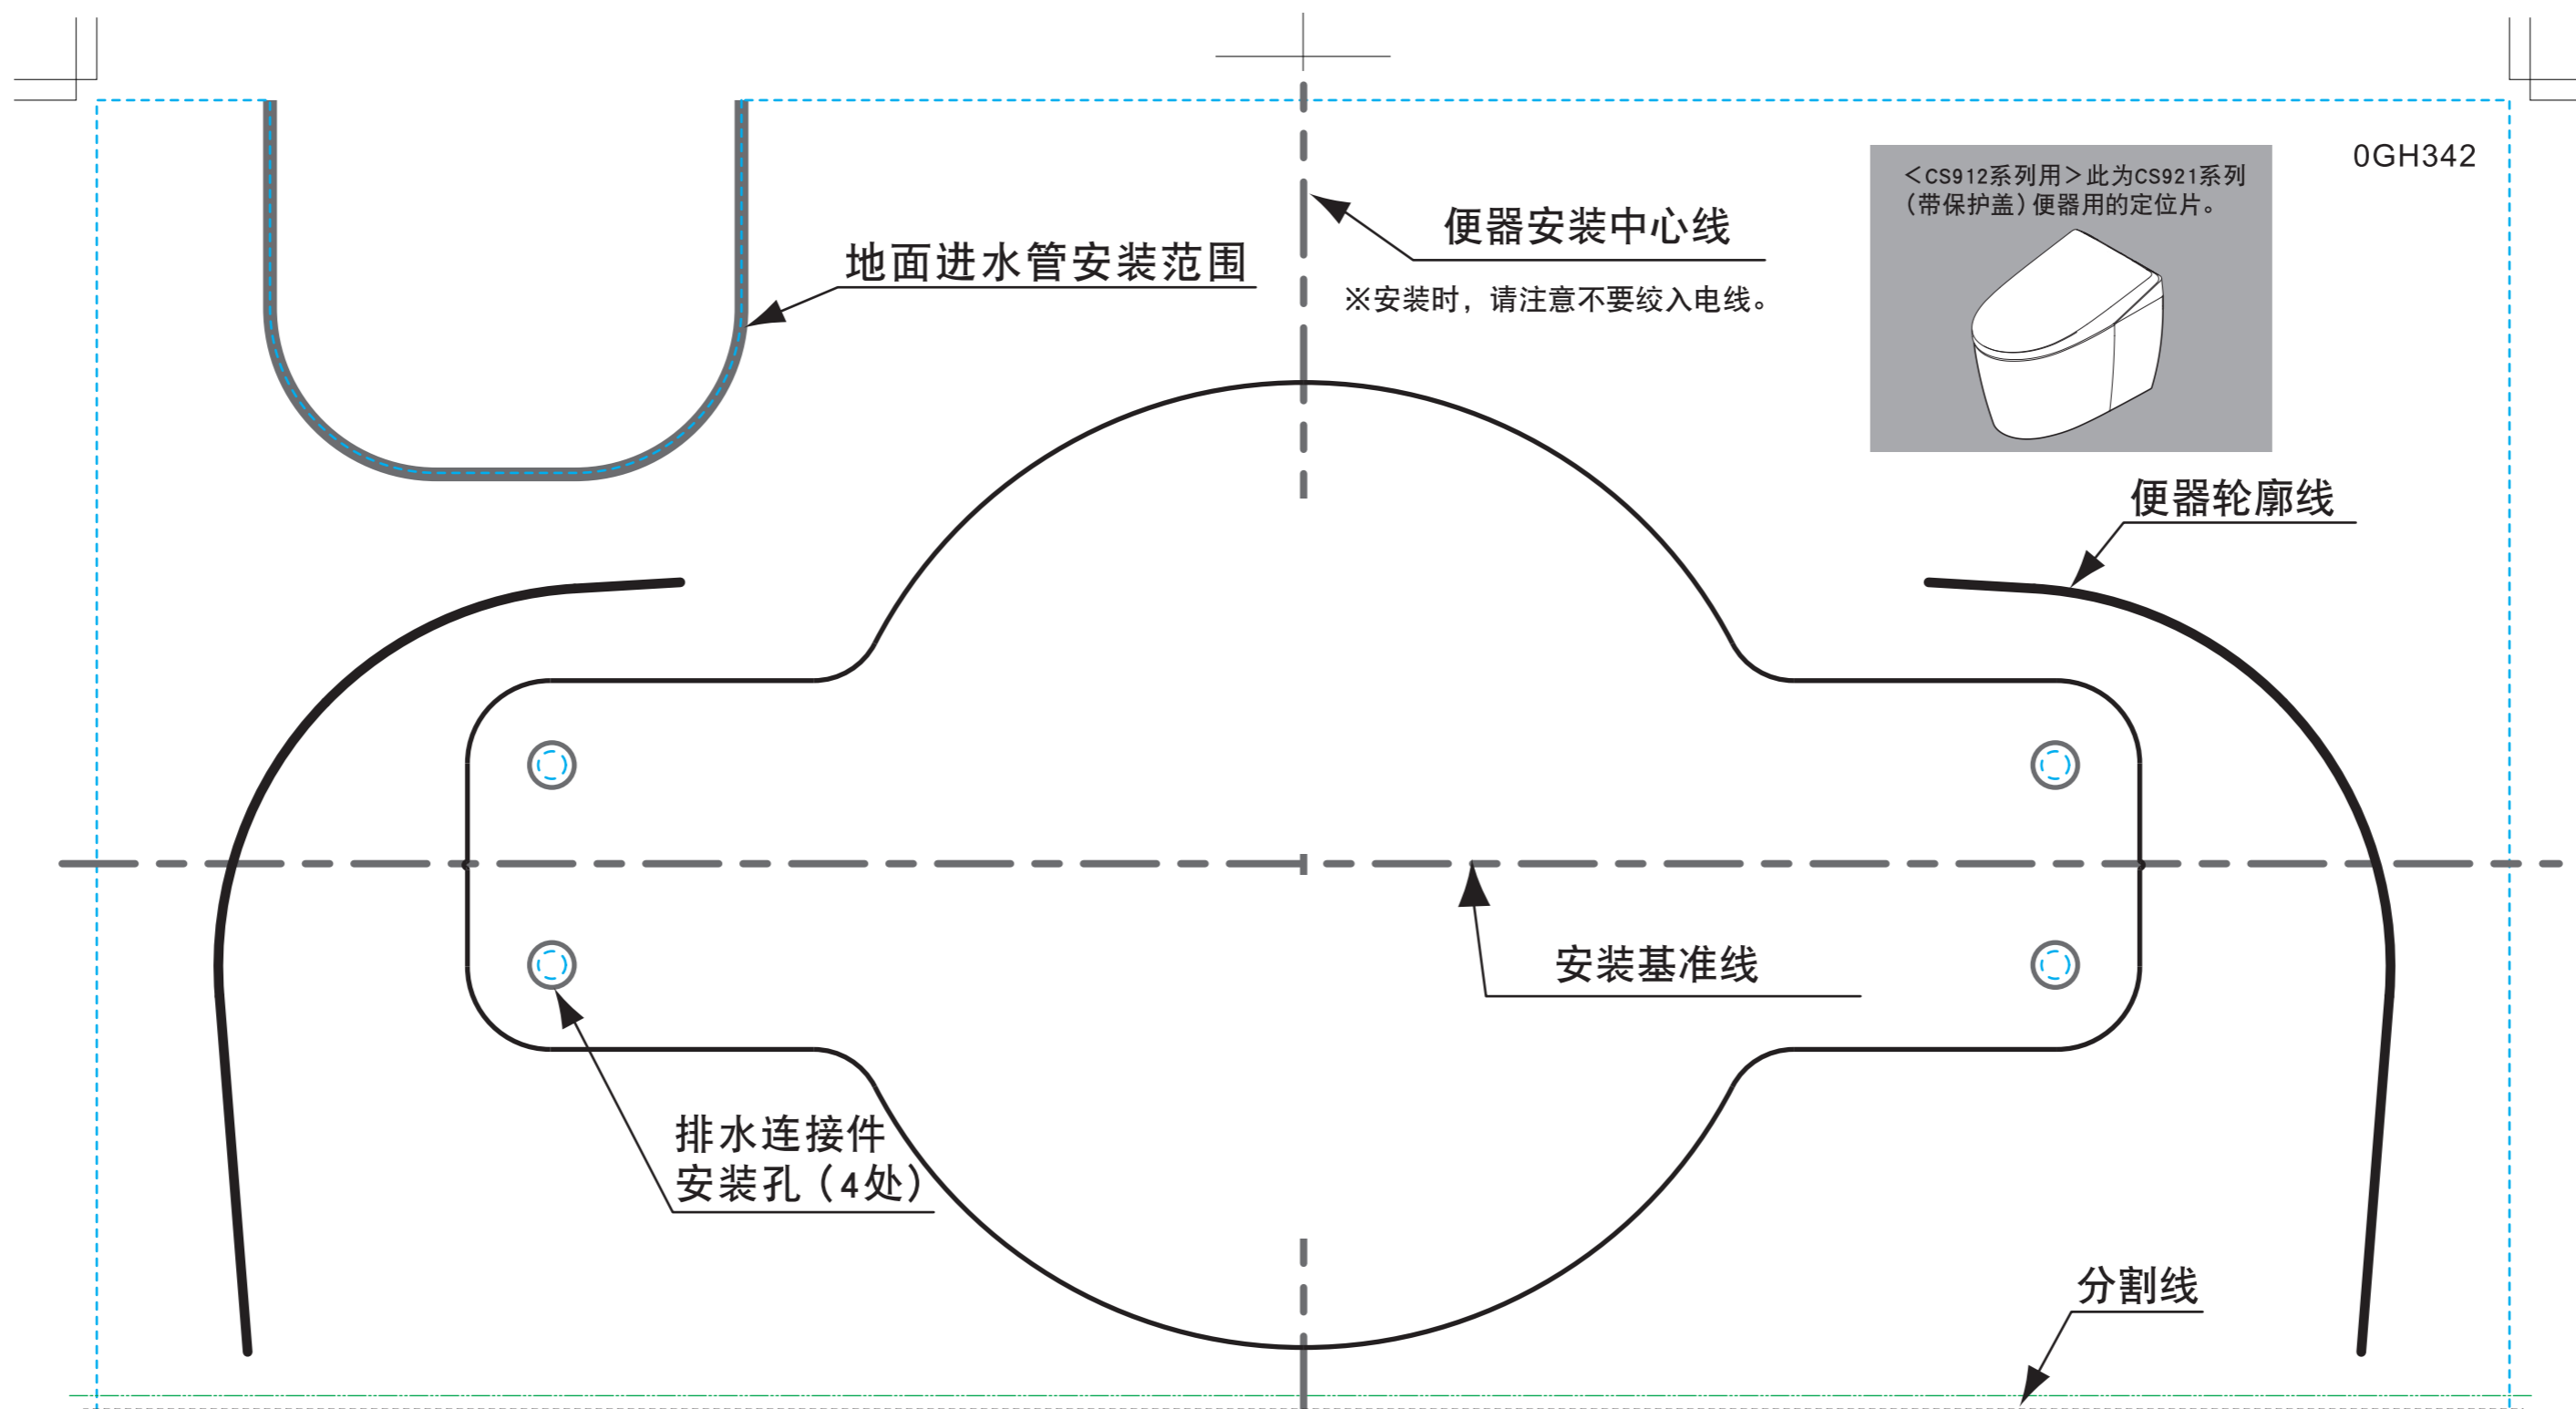 0GH342
<CS912系列用>此为CS921系列
(带保护盖)便器用的定位片。
便器安装中心线
※安装时，请注意不要绞入电线。
地面进水管安装范围
便器轮廓线
安装基准线
排水连接件
安装孔(4处)
分割线